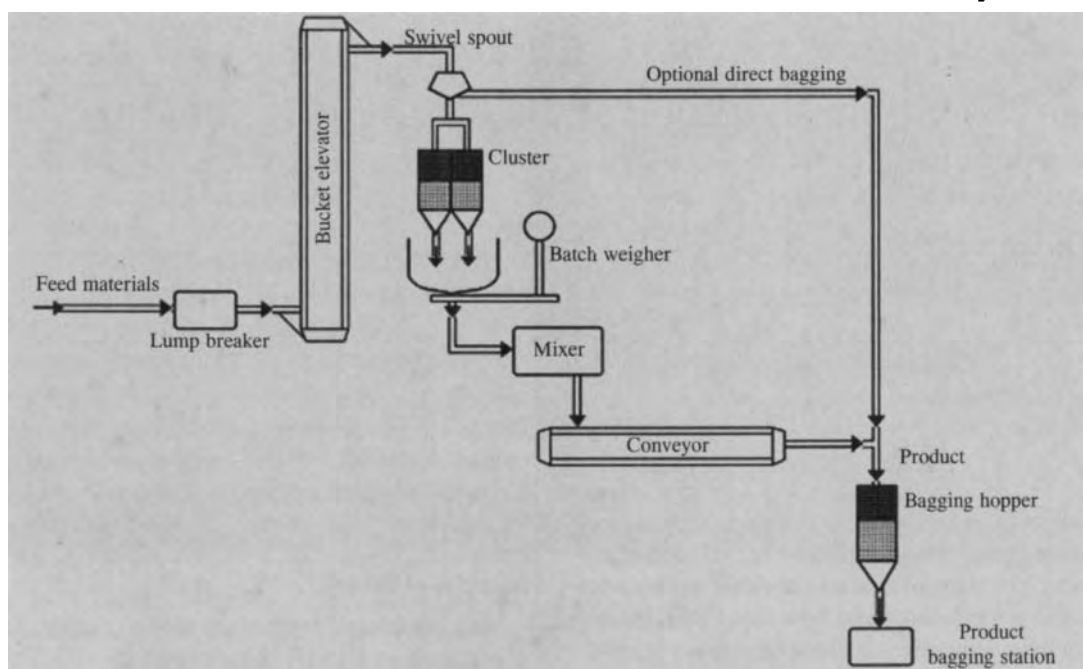 Swivel spout
Optional direct bagging
Bucket elevator
Cluster
Batch weigher
Feed materials
Lump breaker
Mixer
Conveyor
Product
Bagging hopper
Product
bagging station